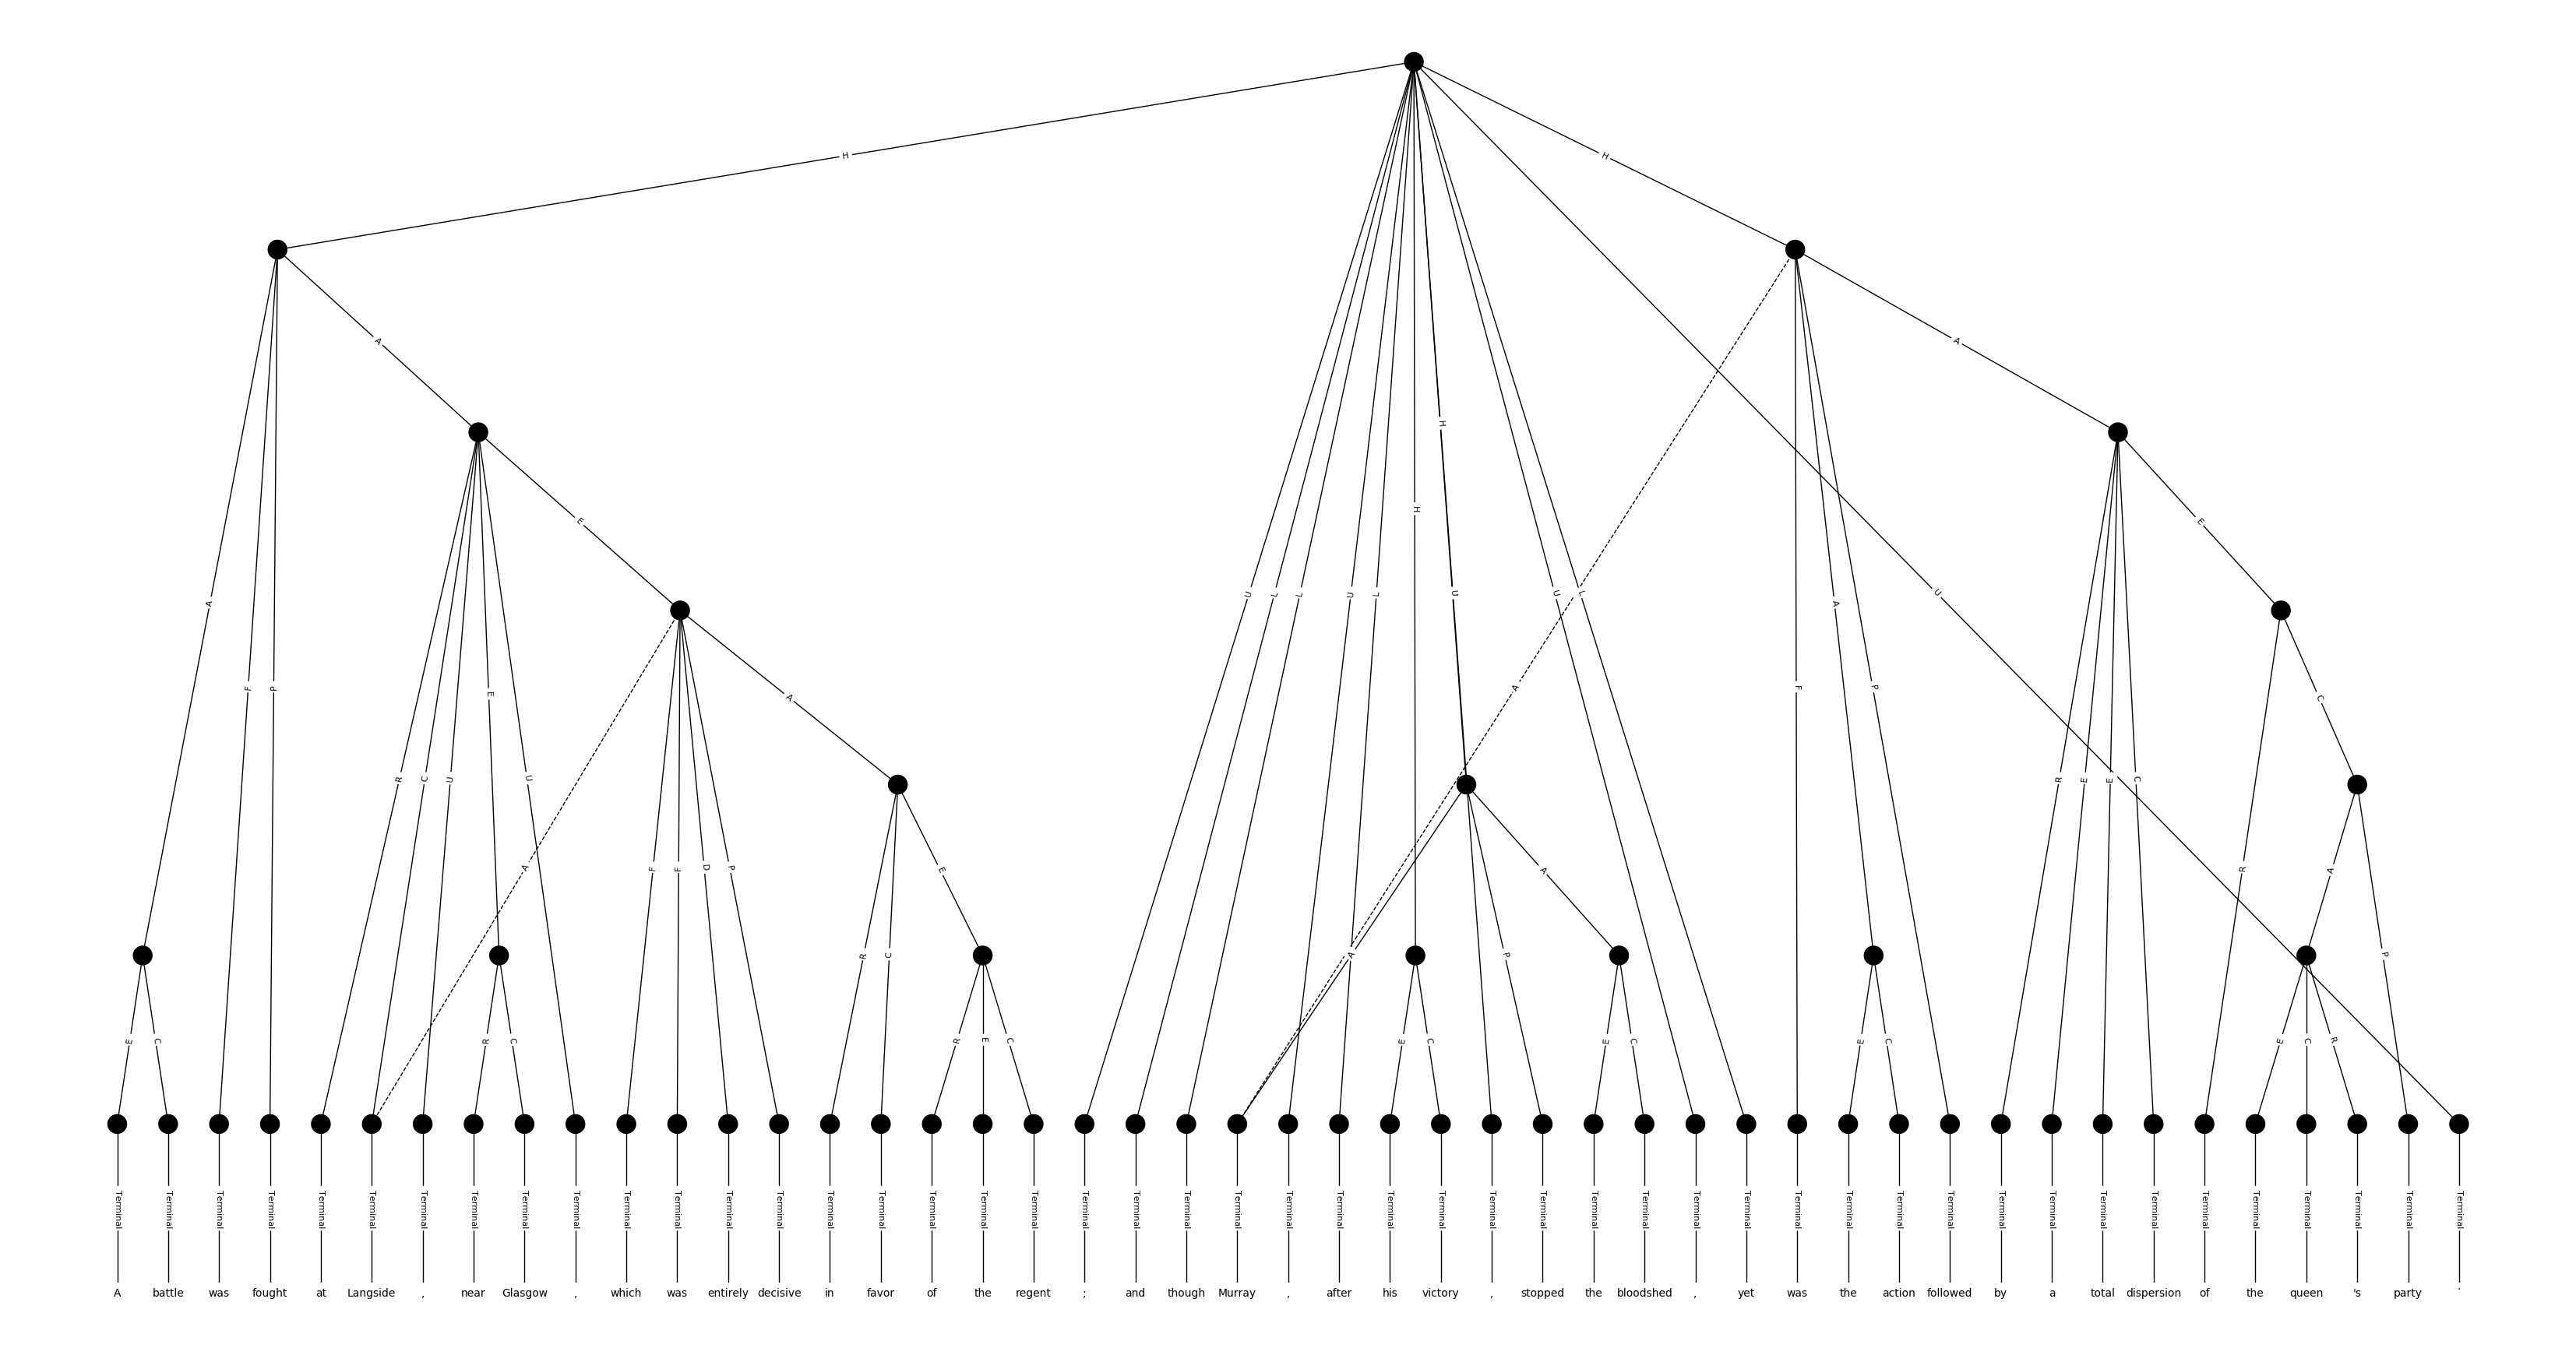 H H
A A
H
H E E
A F P U L L U L U U L U F A
R C U E U A P R E E C C
A F F D P A A
R C E A P R A P
E C R C R E C E C E C E C E C R
Terminal Terminal Terminal Terminal Terminal Terminal Terminal Terminal Terminal Terminal Terminal Terminal Terminal Terminal Terminal Terminal Terminal Terminal Terminal Terminal Terminal Terminal Terminal Terminal Terminal Terminal Terminal Terminal Terminal Terminal Terminal Terminal Terminal Terminal Terminal Terminal Terminal Terminal Terminal Terminal Terminal Terminal Terminal Terminal Terminal Terminal Terminal
A battle was fought at Langside , near Glasgow , which was entirely decisive in favor of the regent ; and though Murray , after his victory , stopped the bloodshed , yet was the action followed by a total dispersion of the queen 's party .